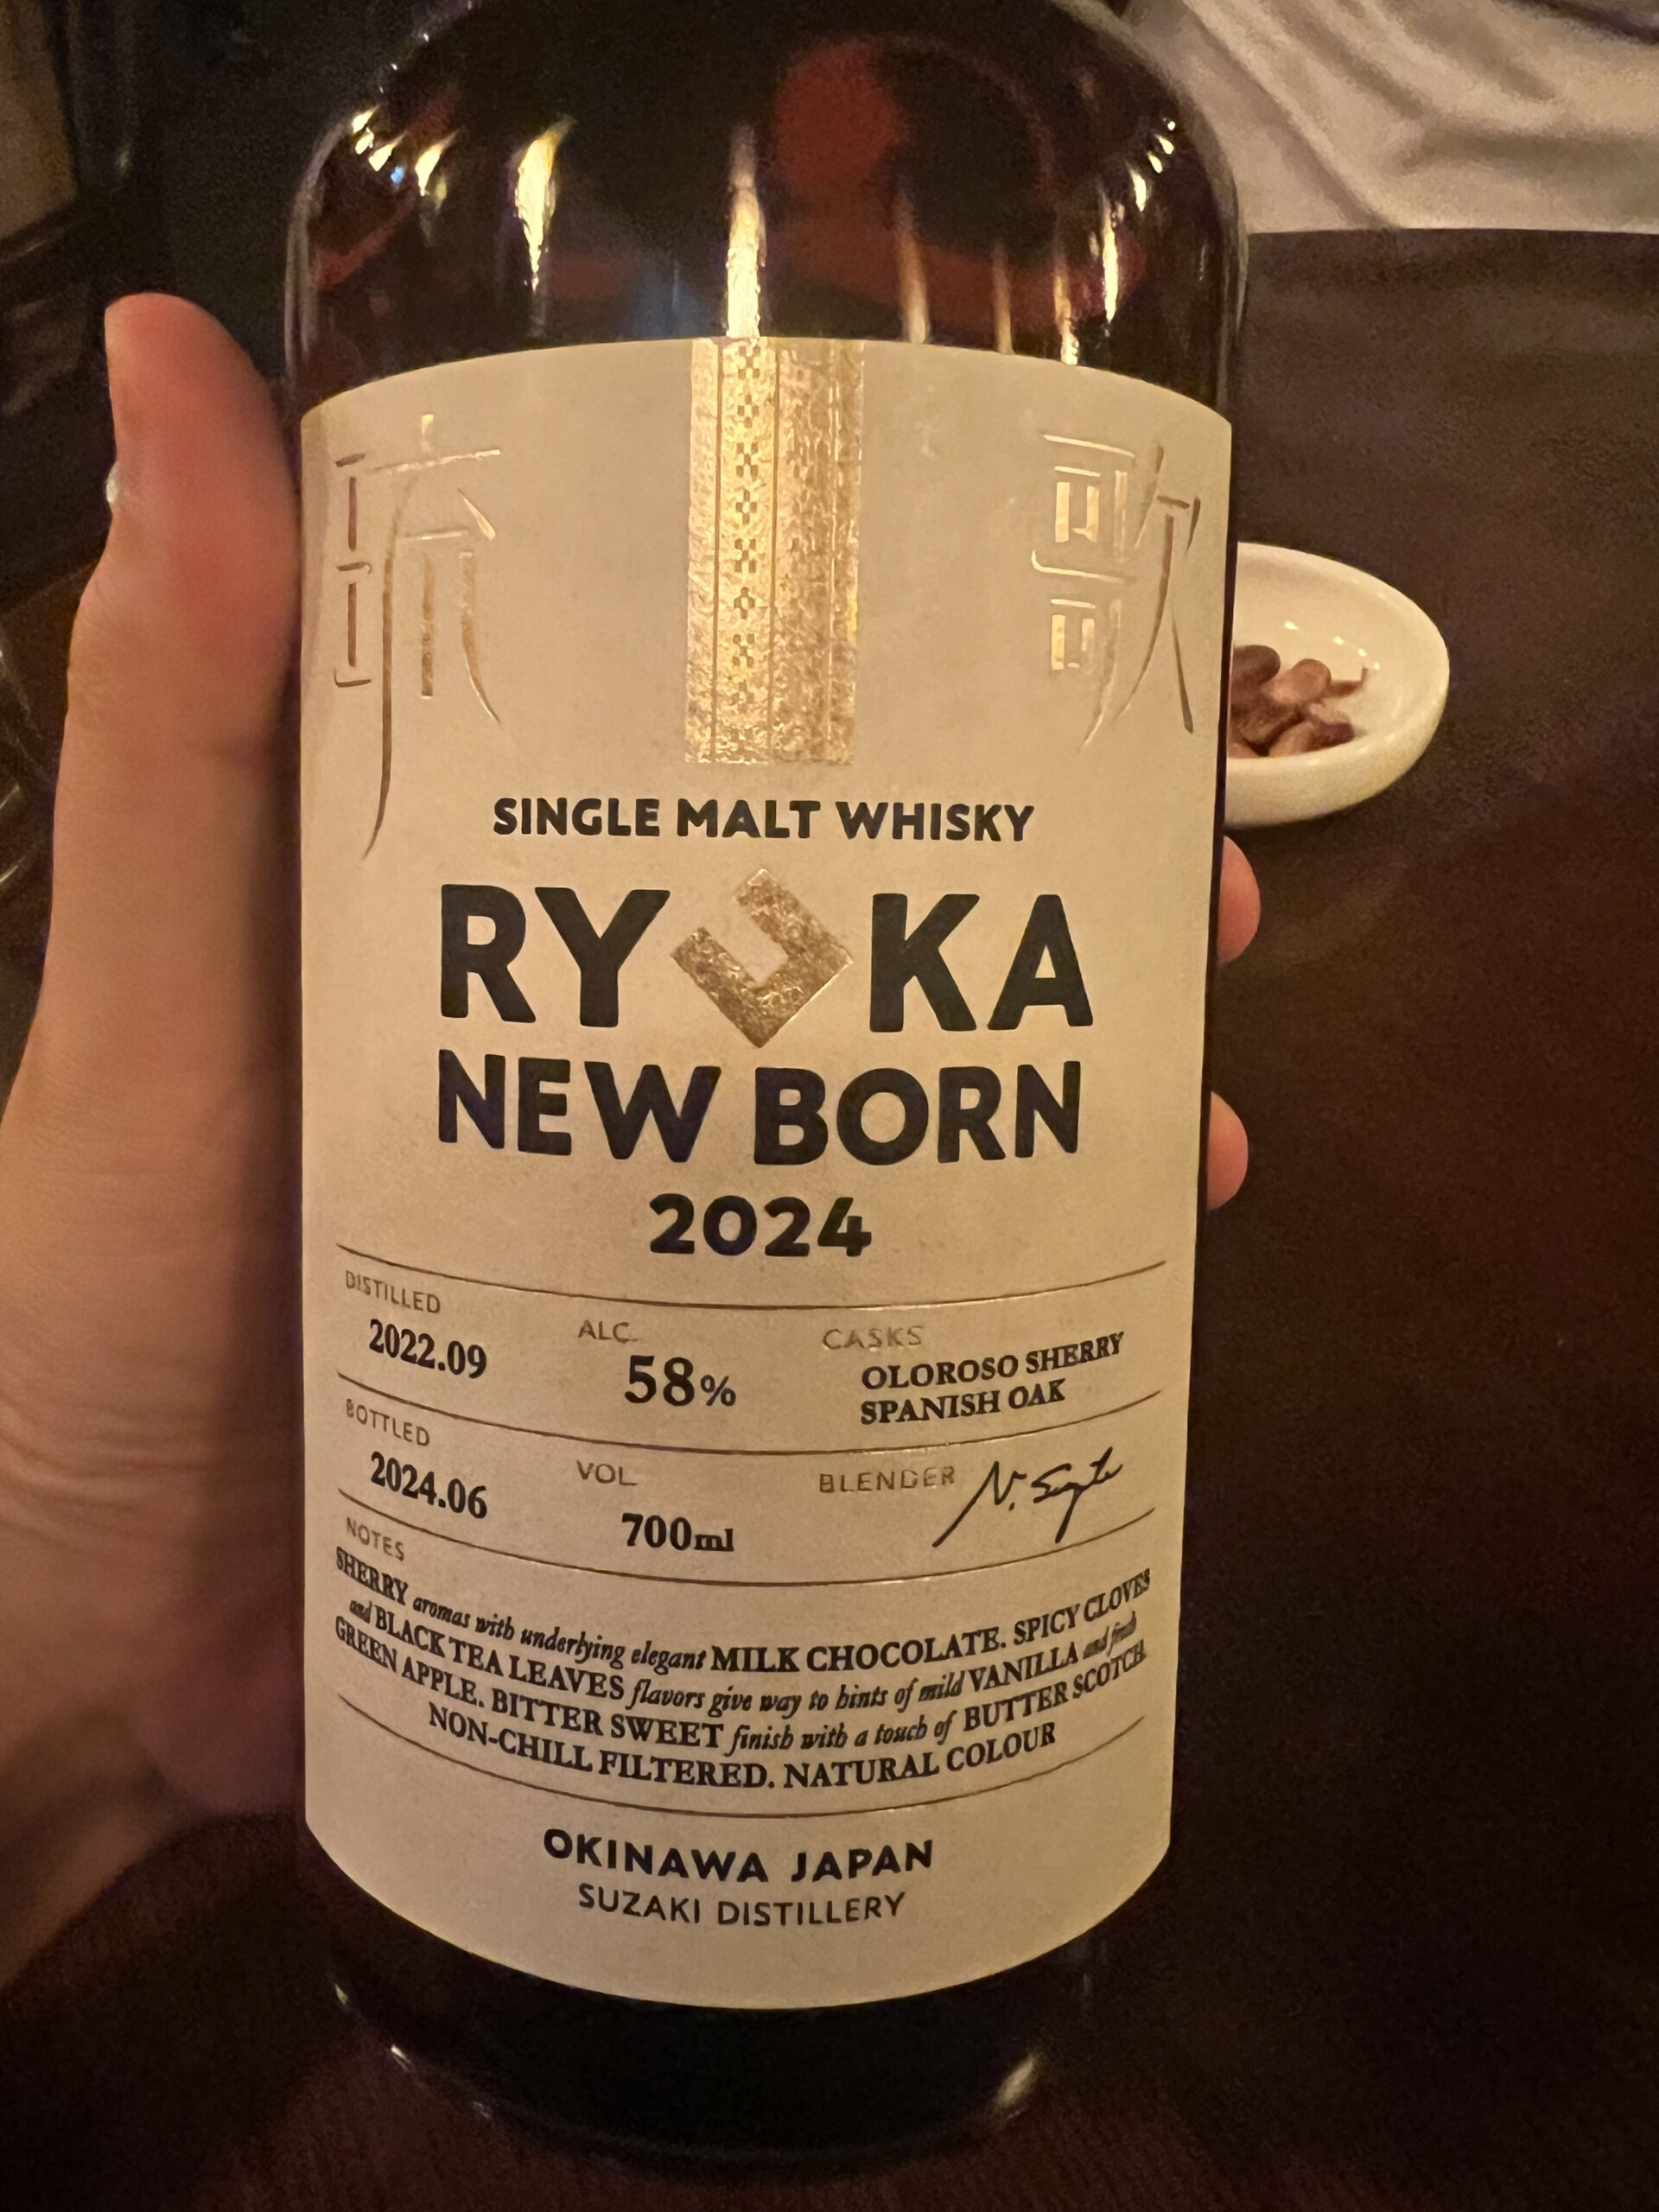 琉 歌
SINGLE MALT WHISKY
RYUKA
NEW BORN
2024
DISTILLED
2022.09
ALC.
58%
CASKS
OLOROSO SHERRY
SPANISH OAK
BOTTLED
2024.06
VOL
700ml
BLENDER
NOTES
SHERRY aromas with underlying elegant MILK CHOCOLATE. SPICY CLOVES
and BLACK TEA LEAVES flavors give way to hints of mild VANILLA and fresh
GREEN APPLE. BITTER SWEET finish with a touch of BUTTER SCOTCH
NON-CHILL FILTERED. NATURAL COLOUR
OKINAWA JAPAN
SUZAKI DISTILLERY